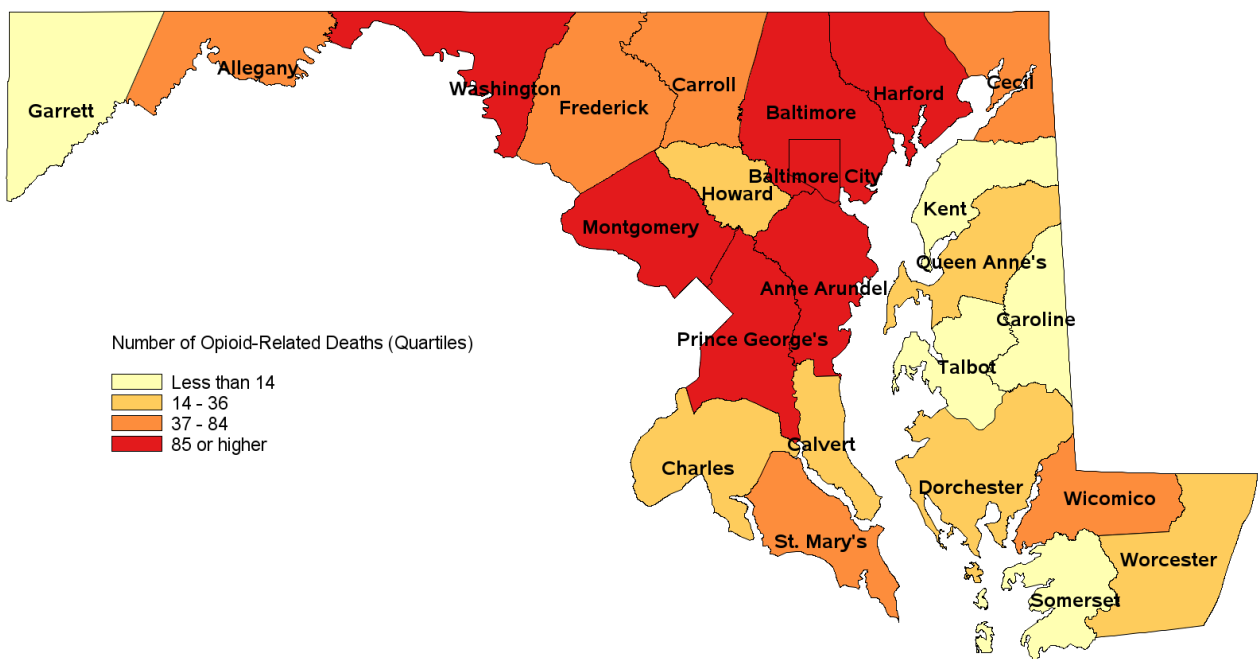 Allegany
Garrett
Washington
Frederick
Carroll
Baltimore
Harford
Cecil
Baltimore City
Howard
Montgomery
Kent
Queen Anne's
Anne Arundel
Caroline
Prince George's
Talbot
Number of Opioid-Related Deaths (Quartiles)
Less than 14
14 - 36
37 - 84
85 or higher
Calvert
Charles
Dorchester
Wicomico
St. Mary's
Worcester
Somerset